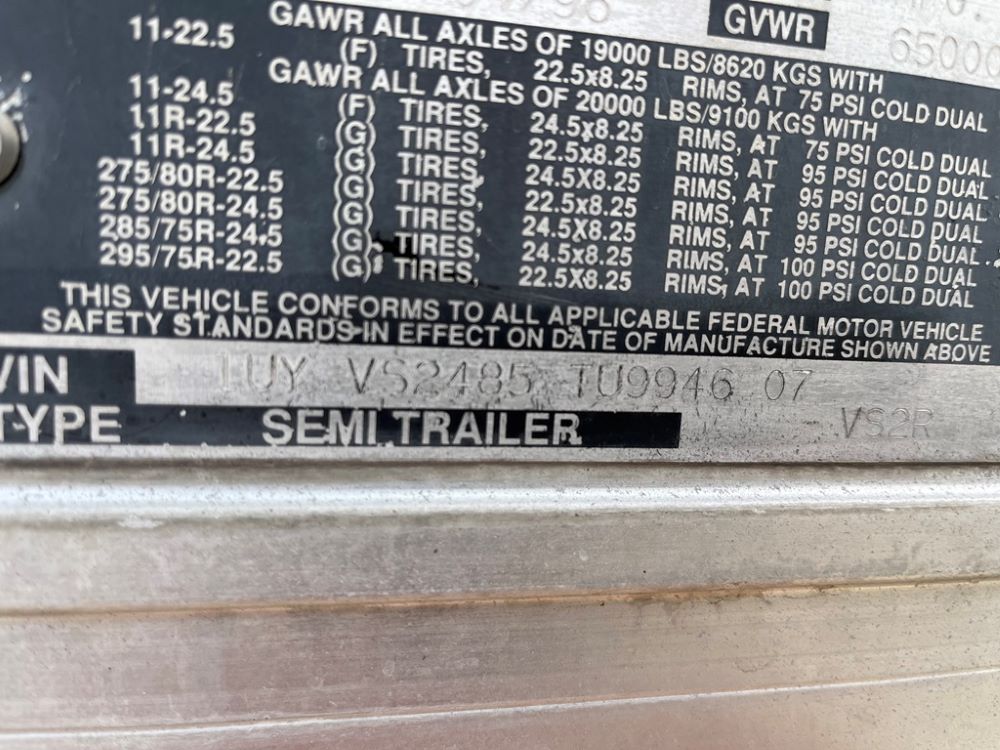 GVWR 65000
GAWR ALL AXLES OF 19000 LBS/8620 KGS WITH
11-22.5 (F) TIRES, 22.5x8.25 RIMS, AT 75 PSI COLD DUAL
GAWR ALL AXLES OF 20000 LBS/9100 KGS WITH
11-24.5 (F) TIRES, 24.5x8.25 RIMS, AT 75 PSI COLD DUAL
11R-22.5 (G) TIRES, 22.5x8.25 RIMS, AT 95 PSI COLD DUAL
11R-24.5 (G) TIRES, 24.5X8.25 RIMS, AT 95 PSI COLD DUAL
275/80R-22.5 (G) TIRES, 22.5x8.25 RIMS, AT 95 PSI COLD DUAL
275/80R-24.5 (G) TIRES, 24.5X8.25 RIMS, AT 95 PSI COLD DUAL
285/75R-24.5 (G) TIRES, 24.5x8.25 RIMS, AT 100 PSI COLD DUAL
295/75R-22.5 (G) TIRES, 22.5X8.25 RIMS, AT 100 PSI COLD DUAL
THIS VEHICLE CONFORMS TO ALL APPLICABLE FEDERAL MOTOR VEHICLE
SAFETY STANDARDS IN EFFECT ON DATE OF MANUFACTURE SHOWN ABOVE
VIN 1UY VS2485 TU9946 07
TYPE SEMI TRAILER VS2R